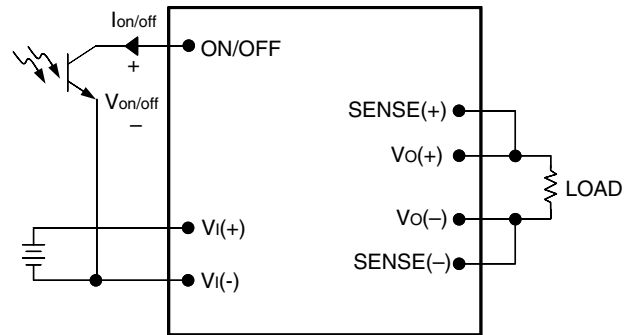 Ion/off
ON/OFF
+
Von/off
–
SENSE(+)
VO(+)
LOAD
VO(–)
SENSE(–)
VI(+)
VI(-)